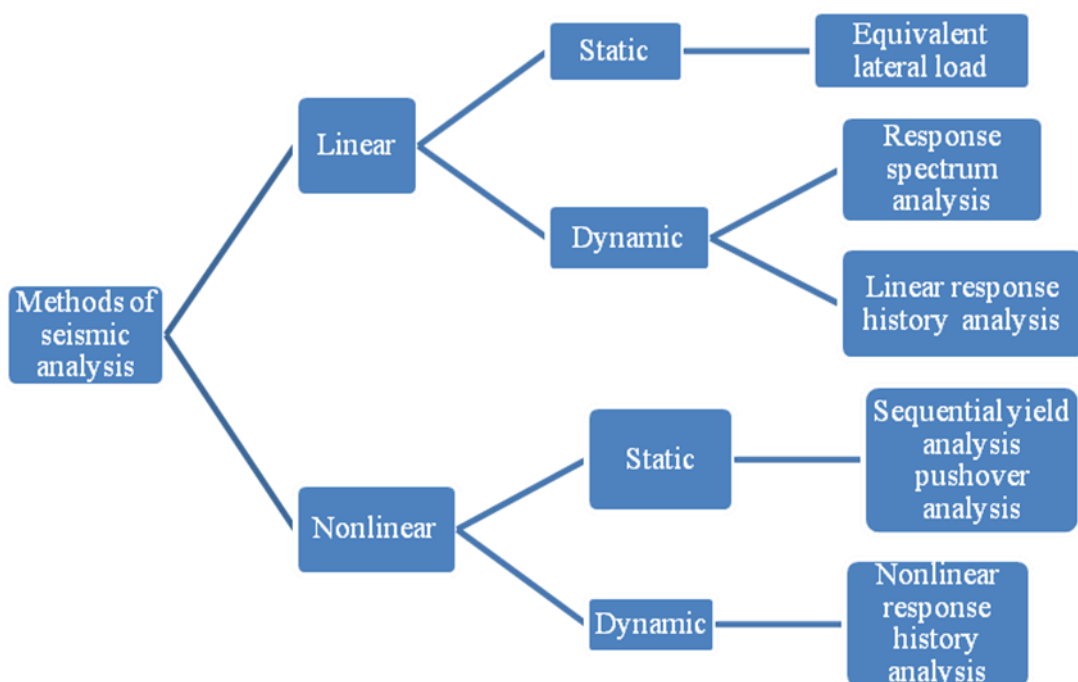 Methods of
seismic
analysis
Linear
Static
Equivalent
lateral load
Dynamic
Response
spectrum
analysis
Linear response
history analysis
Nonlinear
Static
Sequential yield
analysis
pushover
analysis
Dynamic
Nonlinear
response
history
analysis